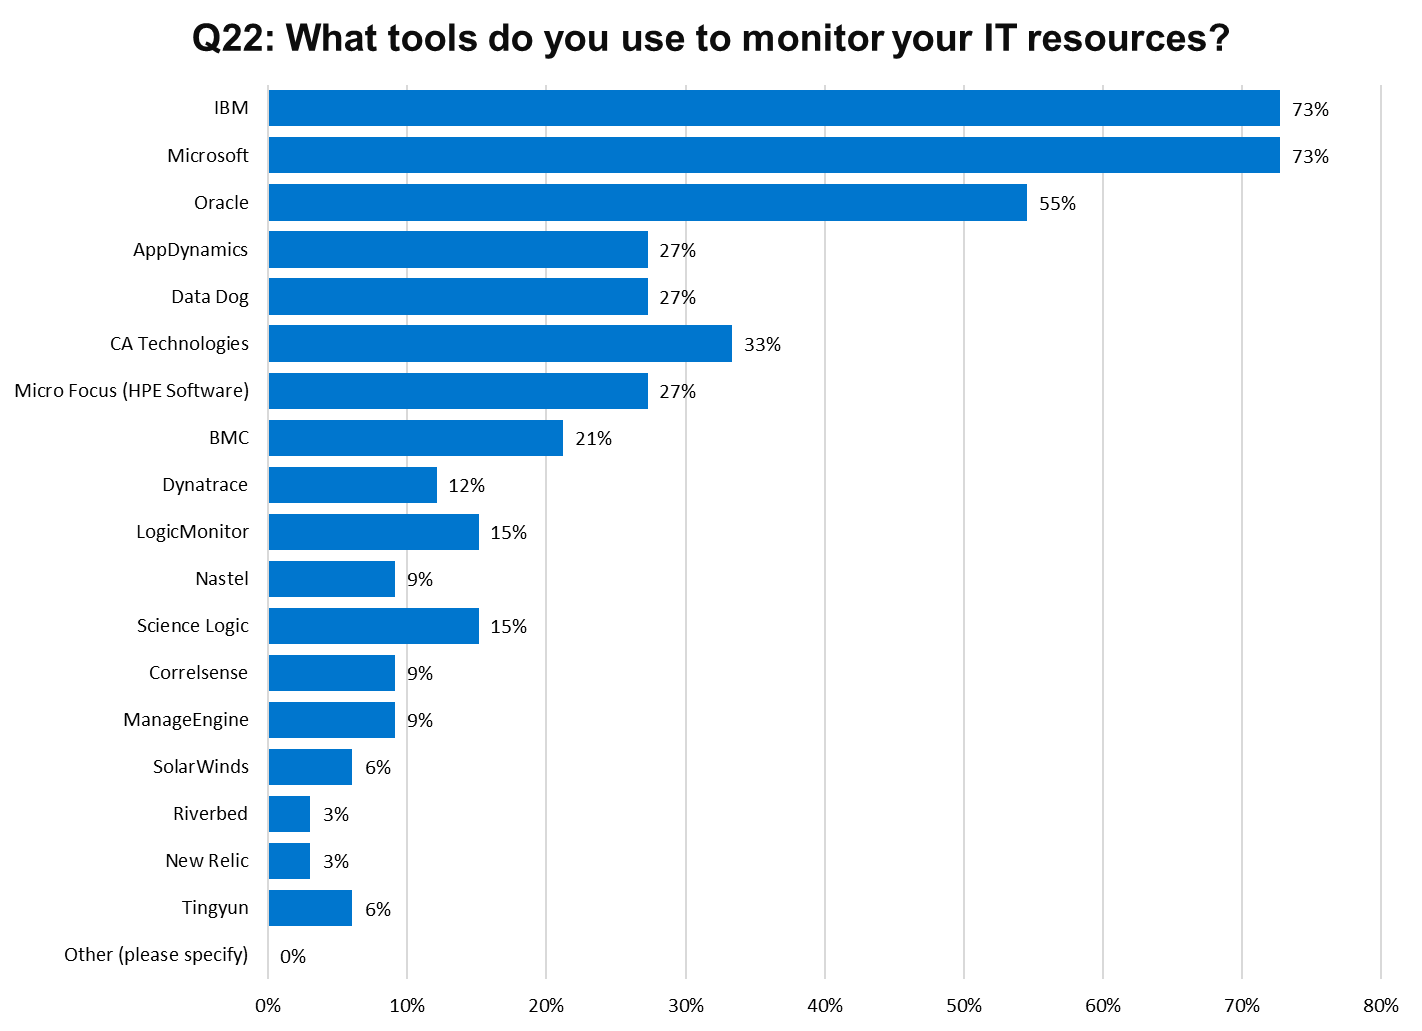 Q22: What tools do you use to monitor your IT resources?
IBM 73%
Microsoft 73%
Oracle 55%
AppDynamics 27%
Data Dog 27%
CA Technologies 33%
Micro Focus (HPE Software) 27%
BMC 21%
Dynatrace 12%
LogicMonitor 15%
Nastel 9%
Science Logic 15%
Correlsense 9%
ManageEngine 9%
SolarWinds 6%
Riverbed 3%
New Relic 3%
Tingyun 6%
Other (please specify) 0%
0% 10% 20% 30% 40% 50% 60% 70% 80%